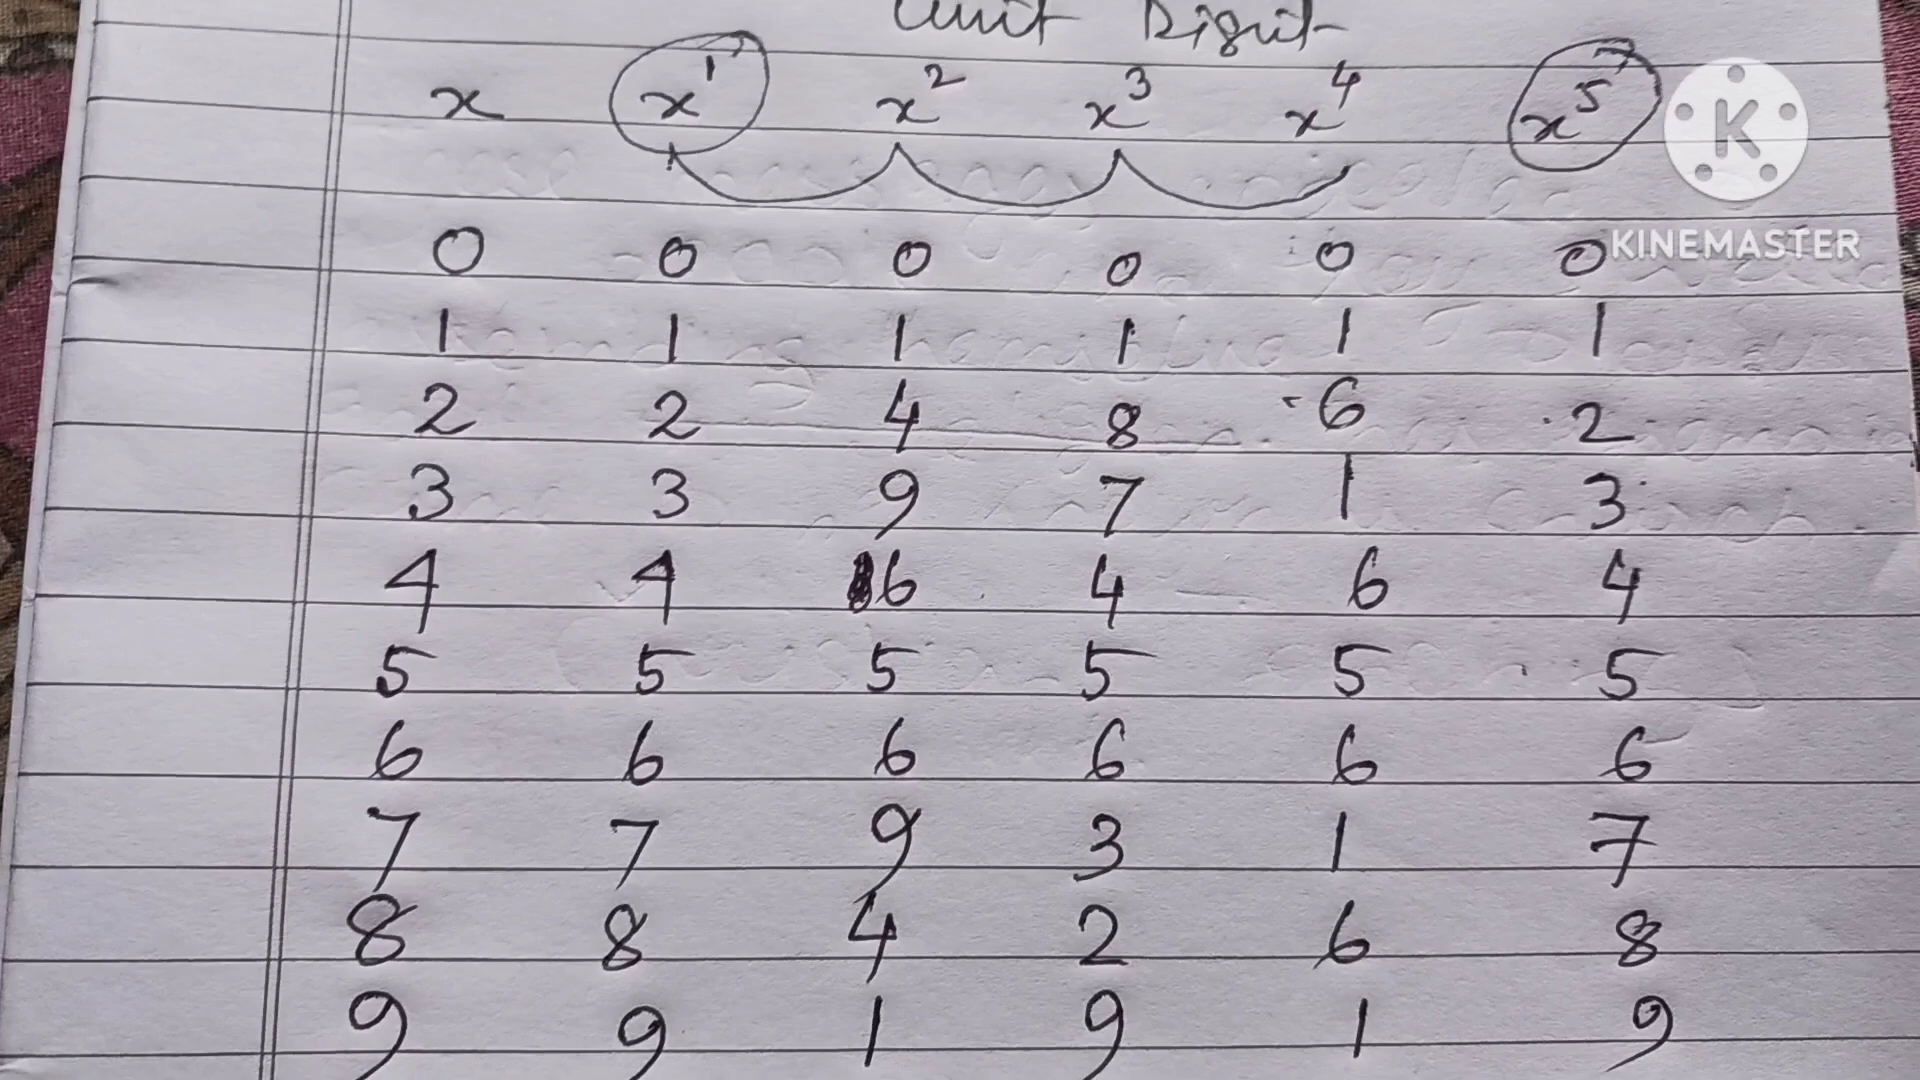 Unit Digit
x x¹ x² x³ x⁴ x⁵
K
0 0 0 0 0 0 KINEMASTER
1 1 1 1 1 1
2 2 4 8 6 2
3 3 9 7 1 3
4 4 6 4 6 4
5 5 5 5 5 5
6 6 6 6 6 6
7 7 9 3 1 7
8 8 4 2 6 8
9 9 1 9 1 9